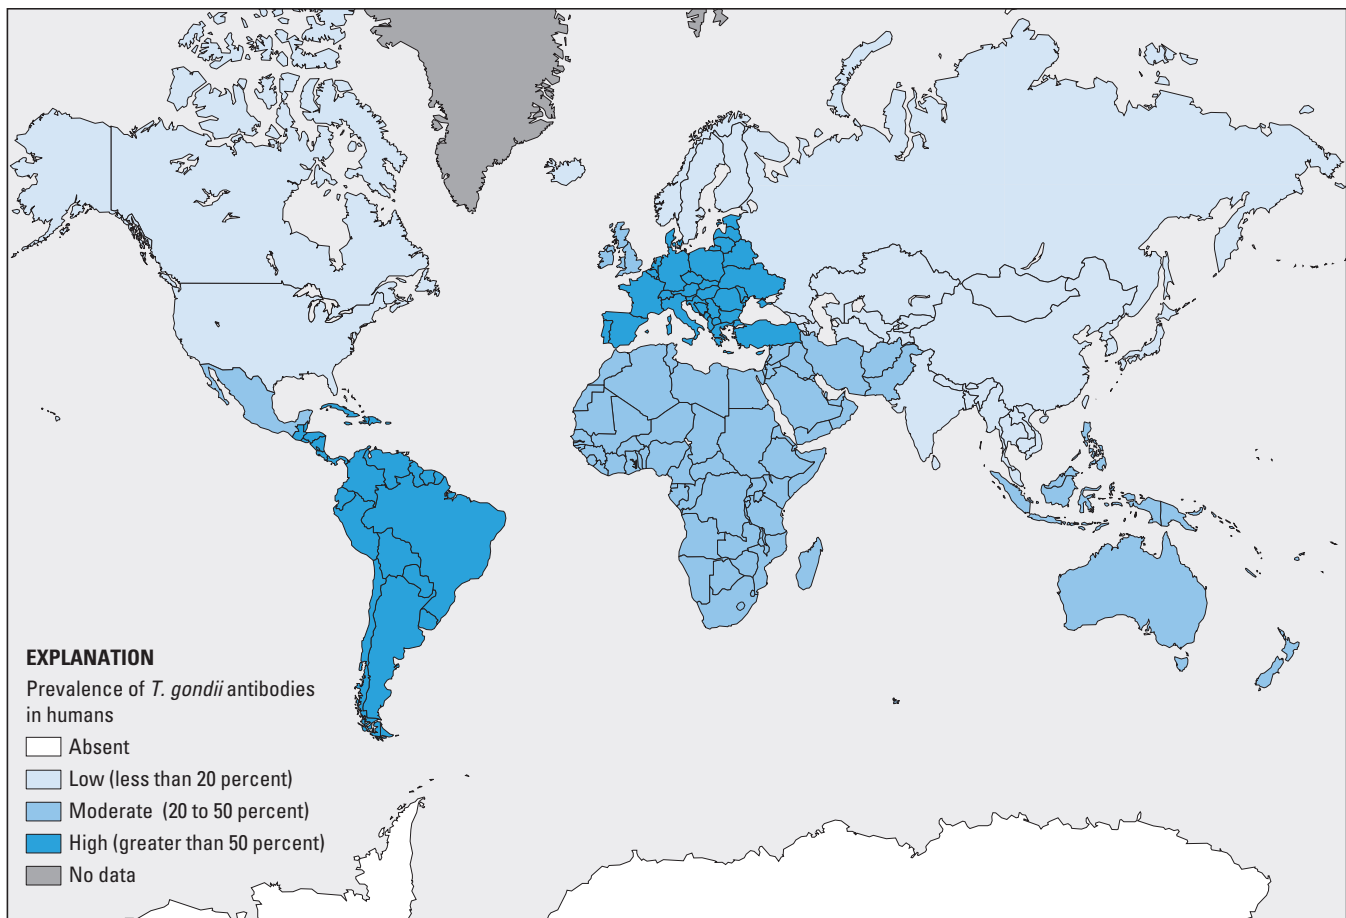 EXPLANATION
Prevalence of T. gondii antibodies
in humans
Absent
Low (less than 20 percent)
Moderate (20 to 50 percent)
High (greater than 50 percent)
No data